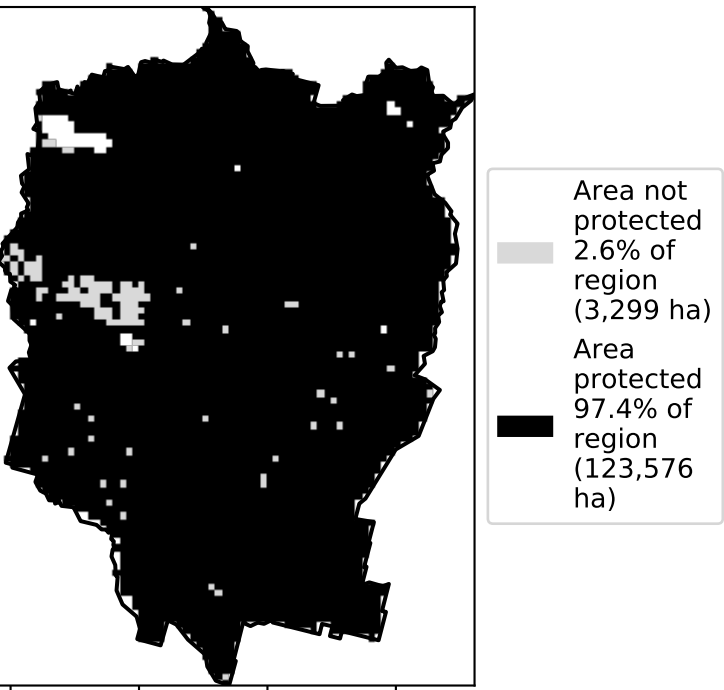 Area not
protected
2.6% of
region
(3,299 ha)
Area
protected
97.4% of
region
(123,576
ha)